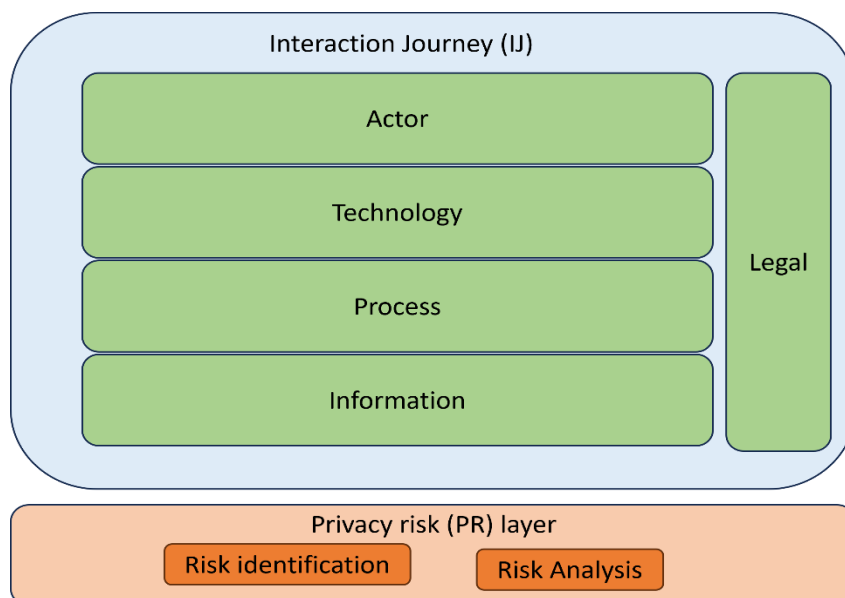 Interaction Journey (IJ)
Actor
Technology
Process
Information
Legal
Privacy risk (PR) layer
Risk identification
Risk Analysis